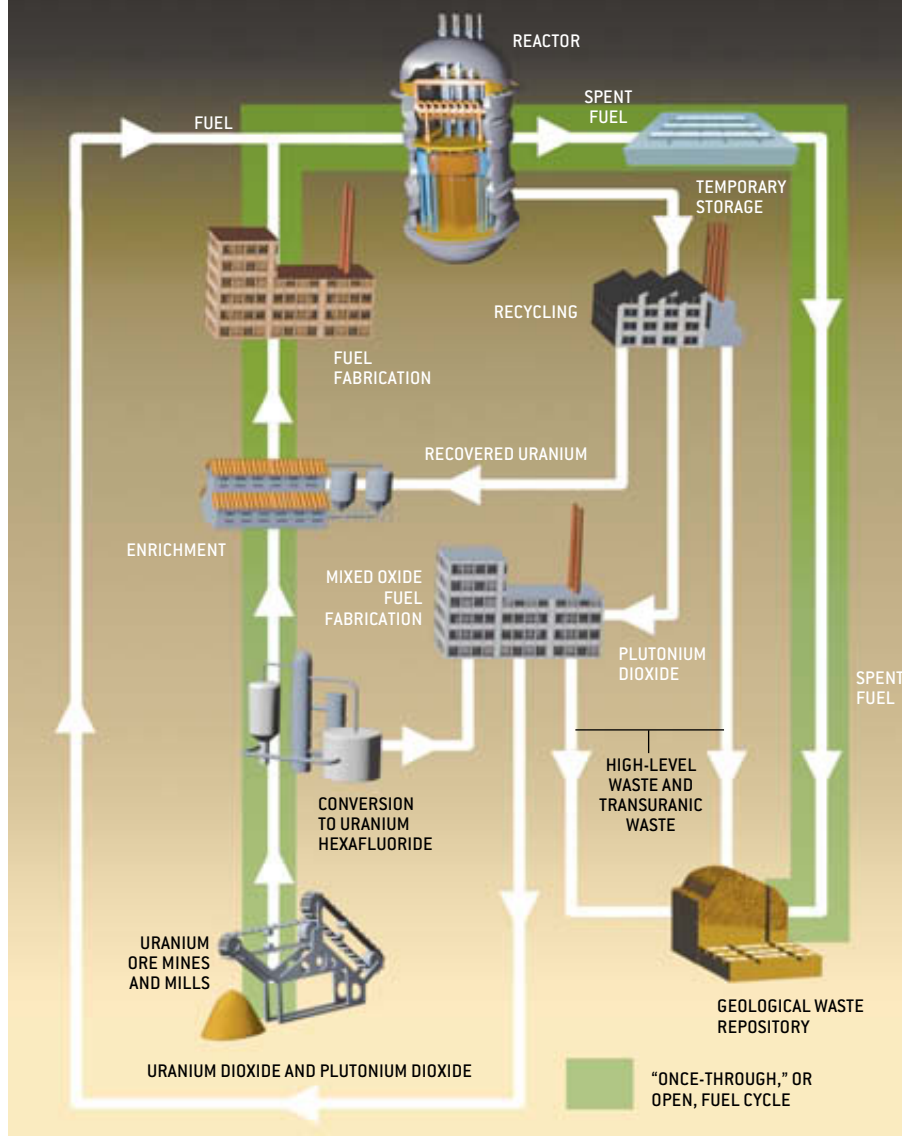 REACTOR
FUEL
SPENT
FUEL
TEMPORARY
STORAGE
RECYCLING
FUEL
FABRICATION
RECOVERED URANIUM
ENRICHMENT
MIXED OXIDE
FUEL
FABRICATION
PLUTONIUM
DIOXIDE
SPENT
FUEL
HIGH-LEVEL
WASTE AND
TRANSURANIC
WASTE
CONVERSION
TO URANIUM
HEXAFLUORIDE
URANIUM
ORE MINES
AND MILLS
GEOLOGICAL WASTE
REPOSITORY
URANIUM DIOXIDE AND PLUTONIUM DIOXIDE
“ONCE-THROUGH,” OR
OPEN, FUEL CYCLE